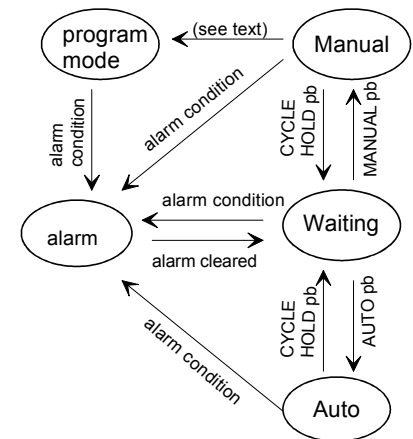 program
mode
(see text)
Manual
alarm
condition
alarm condition
CYCLE
HOLD pb
MANUAL pb
alarm condition
alarm
Waiting
alarm cleared
alarm condition
CYCLE
HOLD pb
AUTO pb
Auto